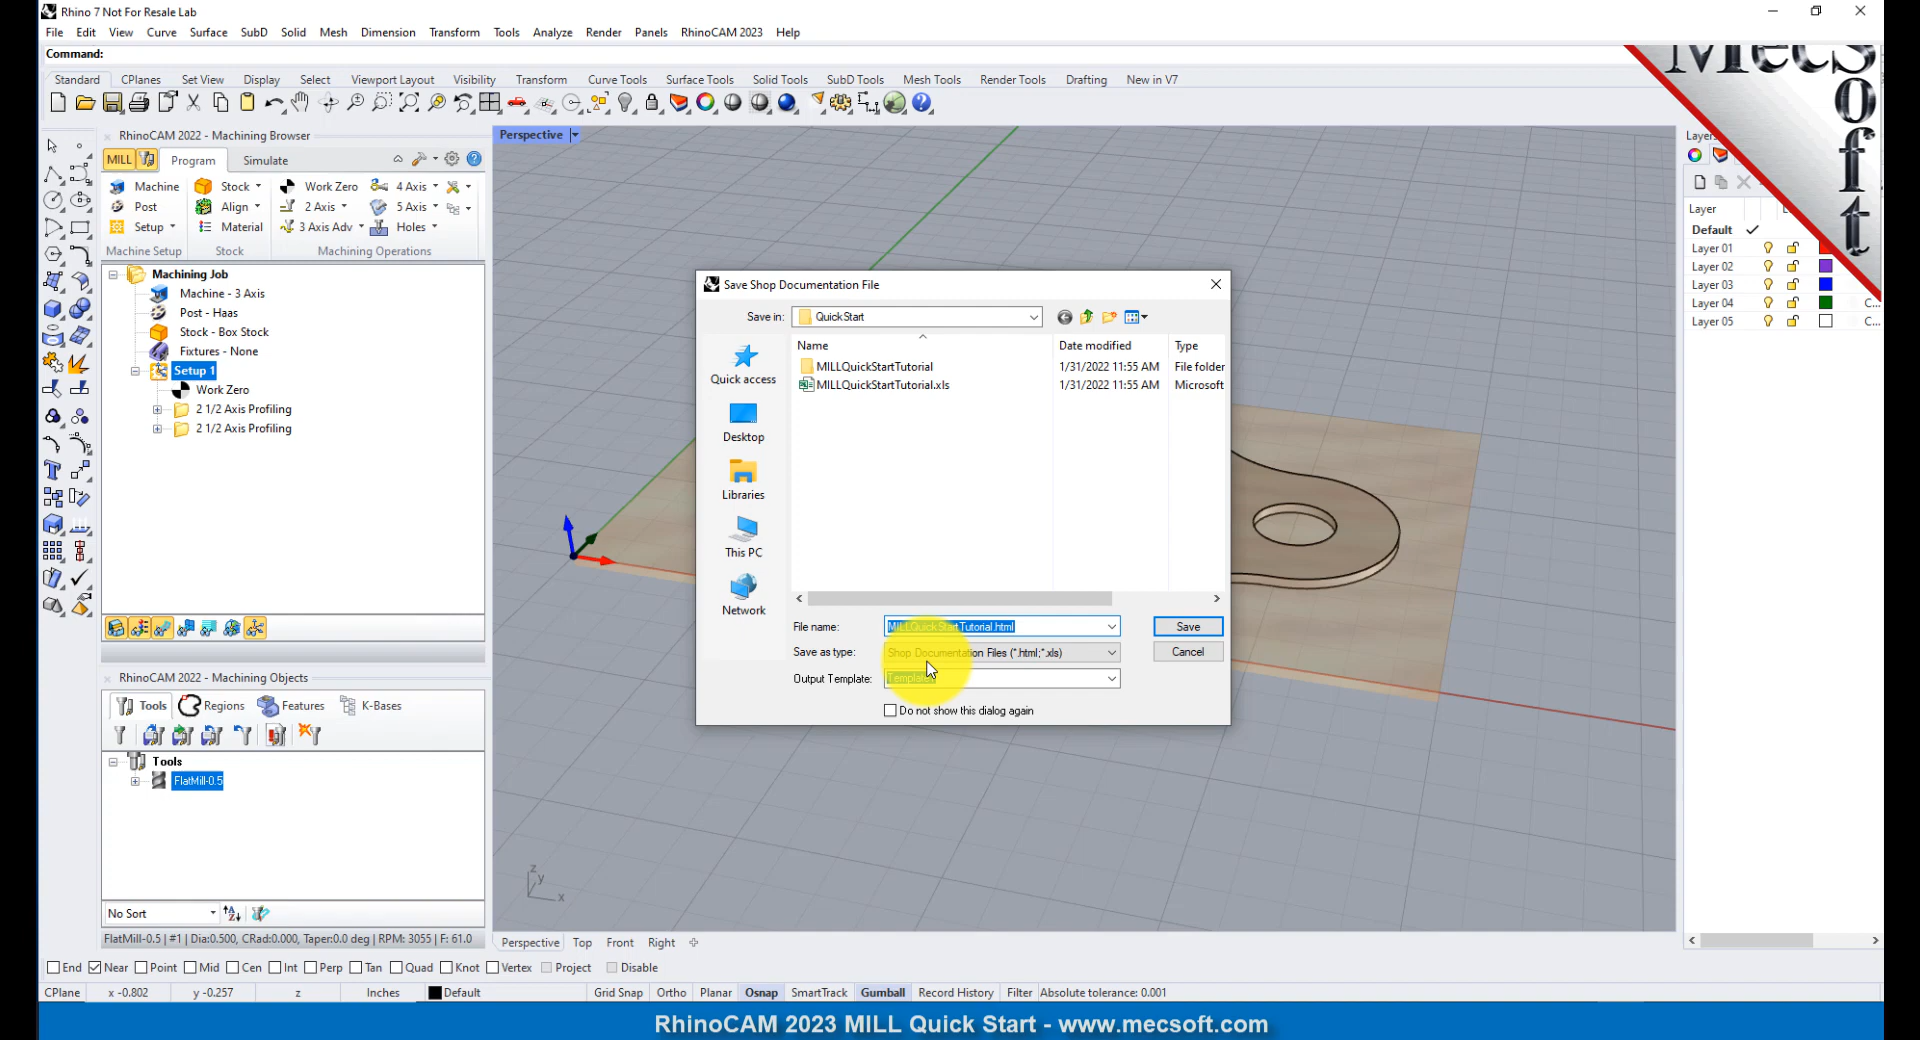 Rhino 7 Not For Resale Lab
File Edit View Curve Surface SubD Solid Mesh Dimension Transform Tools Analyze Render Panels RhinoCAM 2023 Help
Command:
Standard CPlanes Set View Display Select Viewport Layout Visibility Transform Curve Tools Surface Tools Solid Tools SubD Tools Mesh Tools Render Tools Drafting New in V7
MecSoft
RhinoCAM 2022 - Machining Browser
MILL Program Simulate
Machine Stock Work Zero 4 Axis
Post Align 2 Axis 5 Axis
Setup Material 3 Axis Adv Holes
Machine Setup Stock Machining Operations
Machining Job
Machine - 3 Axis
Post - Haas
Stock - Box Stock
Fixtures - None
Setup 1
Work Zero
2 1/2 Axis Profiling
2 1/2 Axis Profiling
RhinoCAM 2022 - Machining Objects
Tools Regions Features K-Bases
Tools
FlatMill-0.5
No Sort
FlatMill-0.5 | #1 | Dia:0.500, CRad:0.000, Taper:0.0 deg | RPM: 3055 | F: 61.0
Perspective
Save Shop Documentation File
Save in: QuickStart
Name Date modified Type
MILLQuickStartTutorial 1/31/2022 11:55 AM File folder
MILLQuickStartTutorial.xls 1/31/2022 11:55 AM Microsoft
Quick access
Desktop
Libraries
This PC
Network
File name: MILLQuickStartTutorial.html Save
Save as type: Shop Documentation Files (*.html;*.xls) Cancel
Output Template:
Do not show this dialog again
z
y
x
Layer
Default
Layer 01
Layer 02
Layer 03
Layer 04 C...
Layer 05 C...
Perspective Top Front Right
End Near Point Mid Cen Int Perp Tan Quad Knot Vertex Project Disable
CPlane x -0.802 y -0.257 z Inches Default Grid Snap Ortho Planar Osnap SmartTrack Gumball Record History Filter Absolute tolerance: 0.001
RhinoCAM 2023 MILL Quick Start - www.mecsoft.com